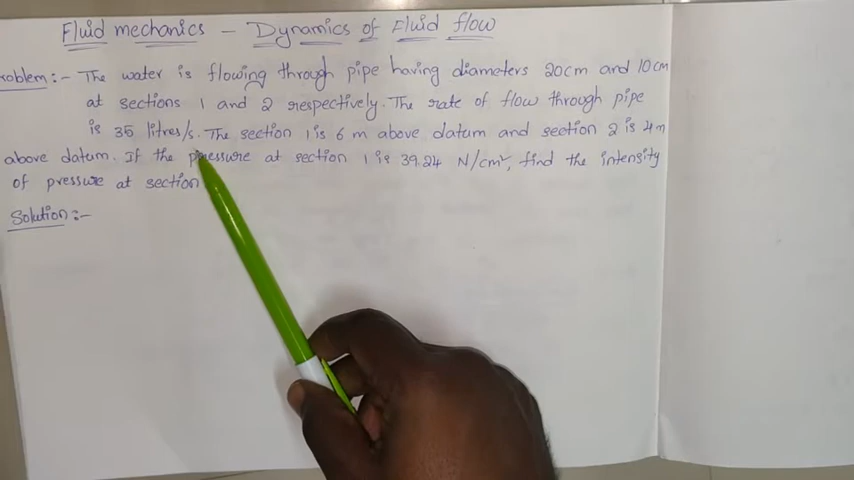 Fluid mechanics - Dynamics of Fluid flow
roblem:- The water is flowing through pipe having diameters 20cm and 10cm
at sections 1 and 2 respectively. The rate of flow through pipe
is 35 litres/s. The section 1 is 6 m above datum and section 2 is 4m
above datum. If the pressure at section 1 is 39.24 N/cm², find the intensity
of pressure at section
Solution:-